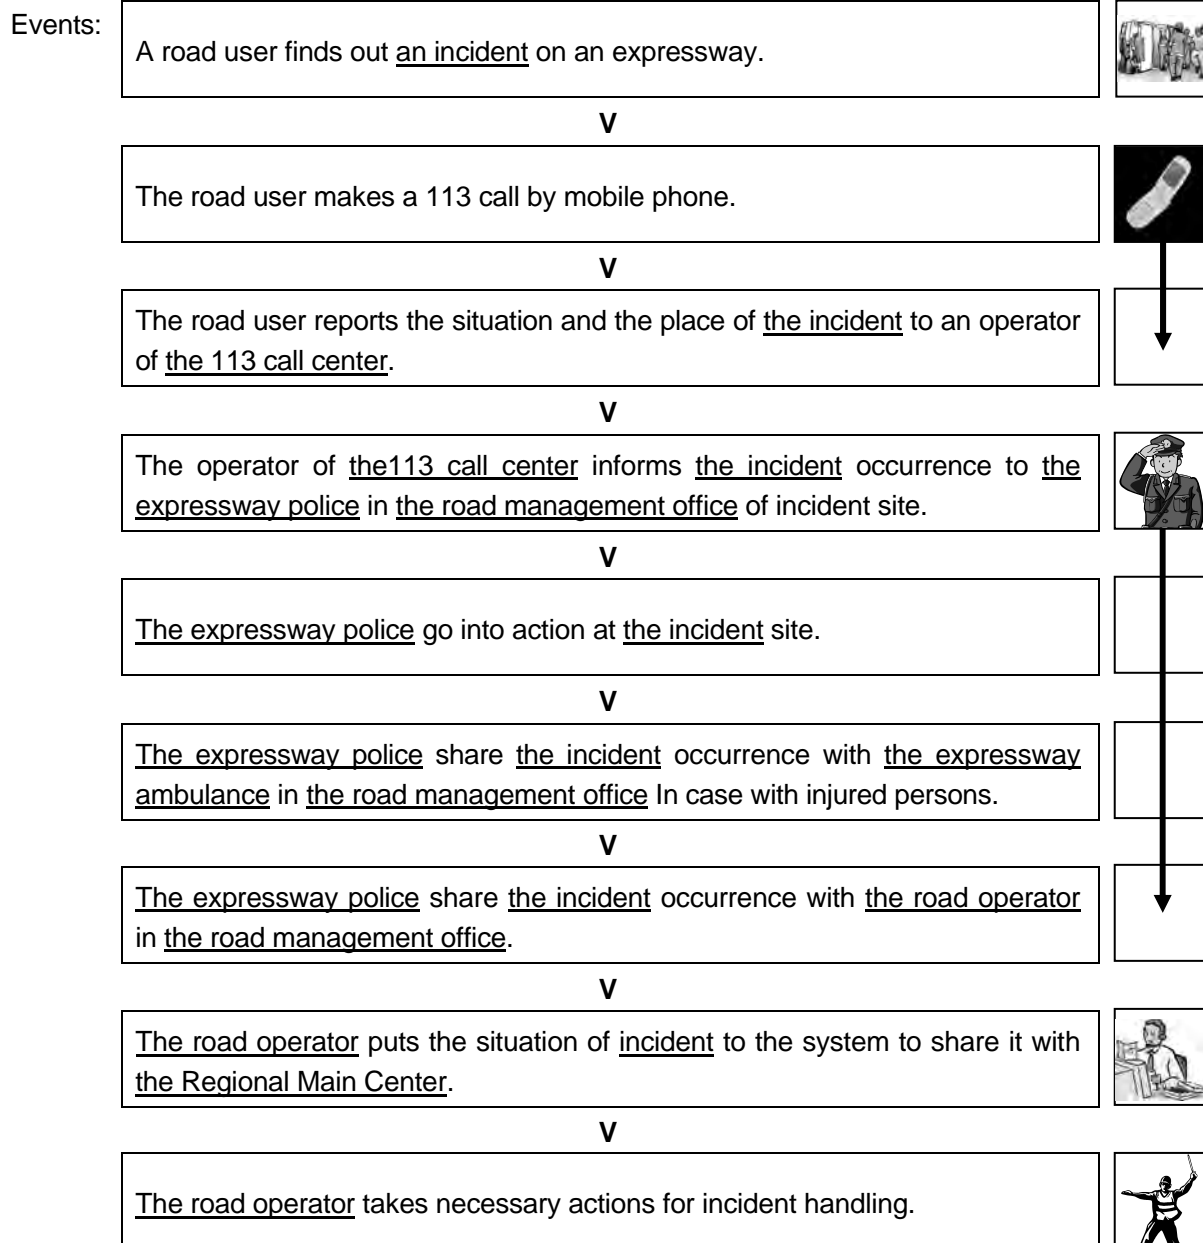 Events:
A road user finds out an incident on an expressway.
V
The road user makes a 113 call by mobile phone.
V
The road user reports the situation and the place of the incident to an operator
of the 113 call center.
V
The operator of the113 call center informs the incident occurrence to the
expressway police in the road management office of incident site.
V
The expressway police go into action at the incident site.
V
The expressway police share the incident occurrence with the expressway
ambulance in the road management office In case with injured persons.
V
The expressway police share the incident occurrence with the road operator
in the road management office.
V
The road operator puts the situation of incident to the system to share it with
the Regional Main Center.
V
The road operator takes necessary actions for incident handling.